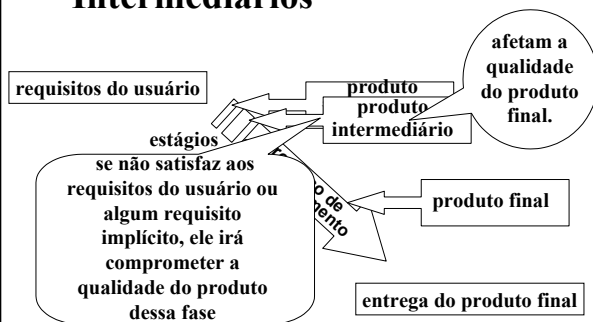 Intermediários
afetam a
qualidade
do produto
final.
requisitos do usuário
produto
produto
intermediário
estágios
se não satisfaz aos
requisitos do usuário ou
algum requisito
implícito, ele irá
comprometer a
qualidade do produto
dessa fase
de
produto final
entrega do produto final